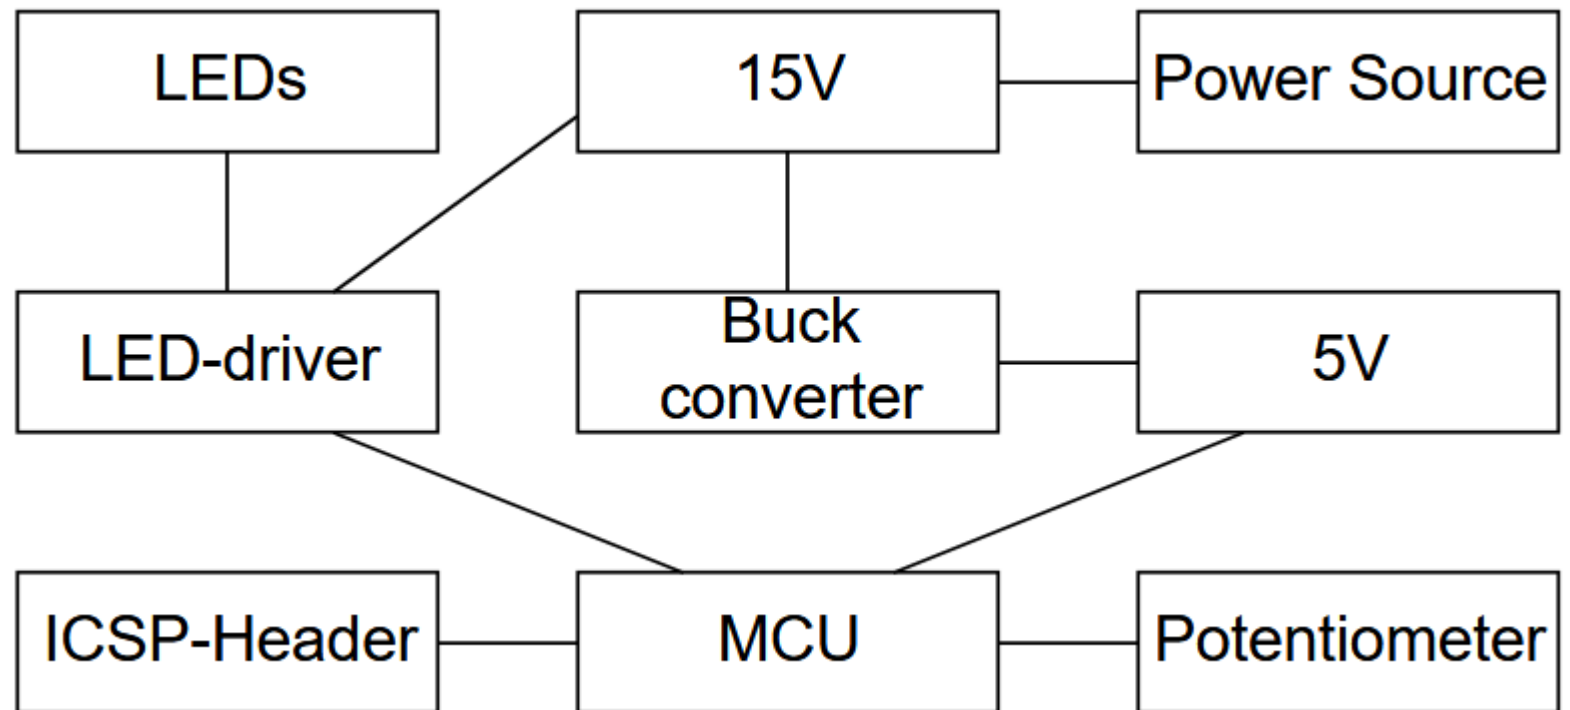 LEDs
15V
Power Source
LED-driver
Buck
converter
5V
ICSP-Header
MCU
Potentiometer